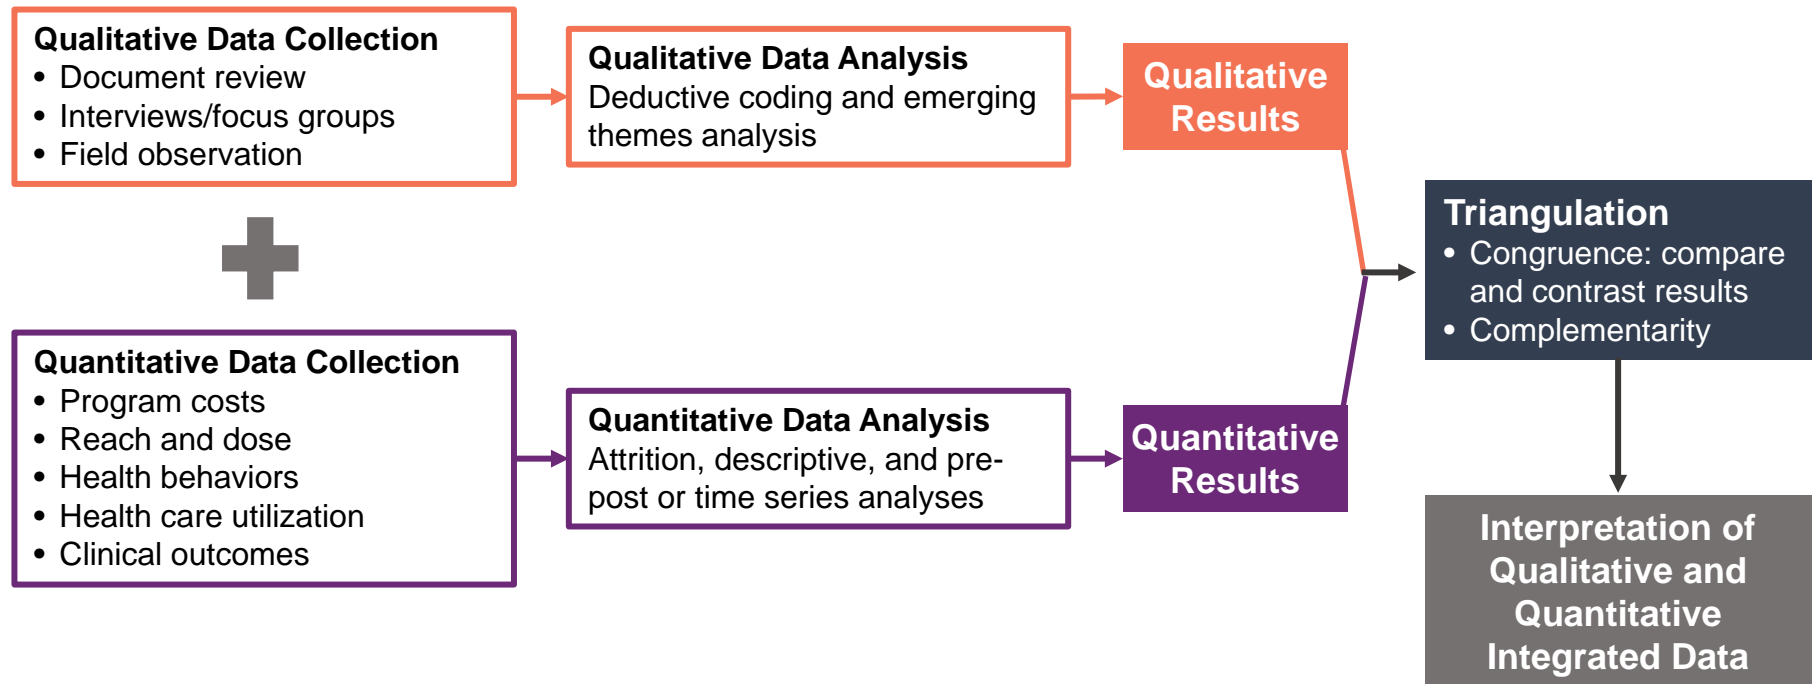 Qualitative Data Collection
• Document review
• Interviews/focus groups
• Field observation
Qualitative Data Analysis
Deductive coding and emerging
themes analysis
Qualitative
Results
Quantitative Data Collection
• Program costs
• Reach and dose
• Health behaviors
• Health care utilization
• Clinical outcomes
Quantitative Data Analysis
Attrition, descriptive, and pre-
post or time series analyses
Quantitative
Results
Triangulation
• Congruence: compare
and contrast results
• Complementarity
Interpretation of
Qualitative and
Quantitative
Integrated Data